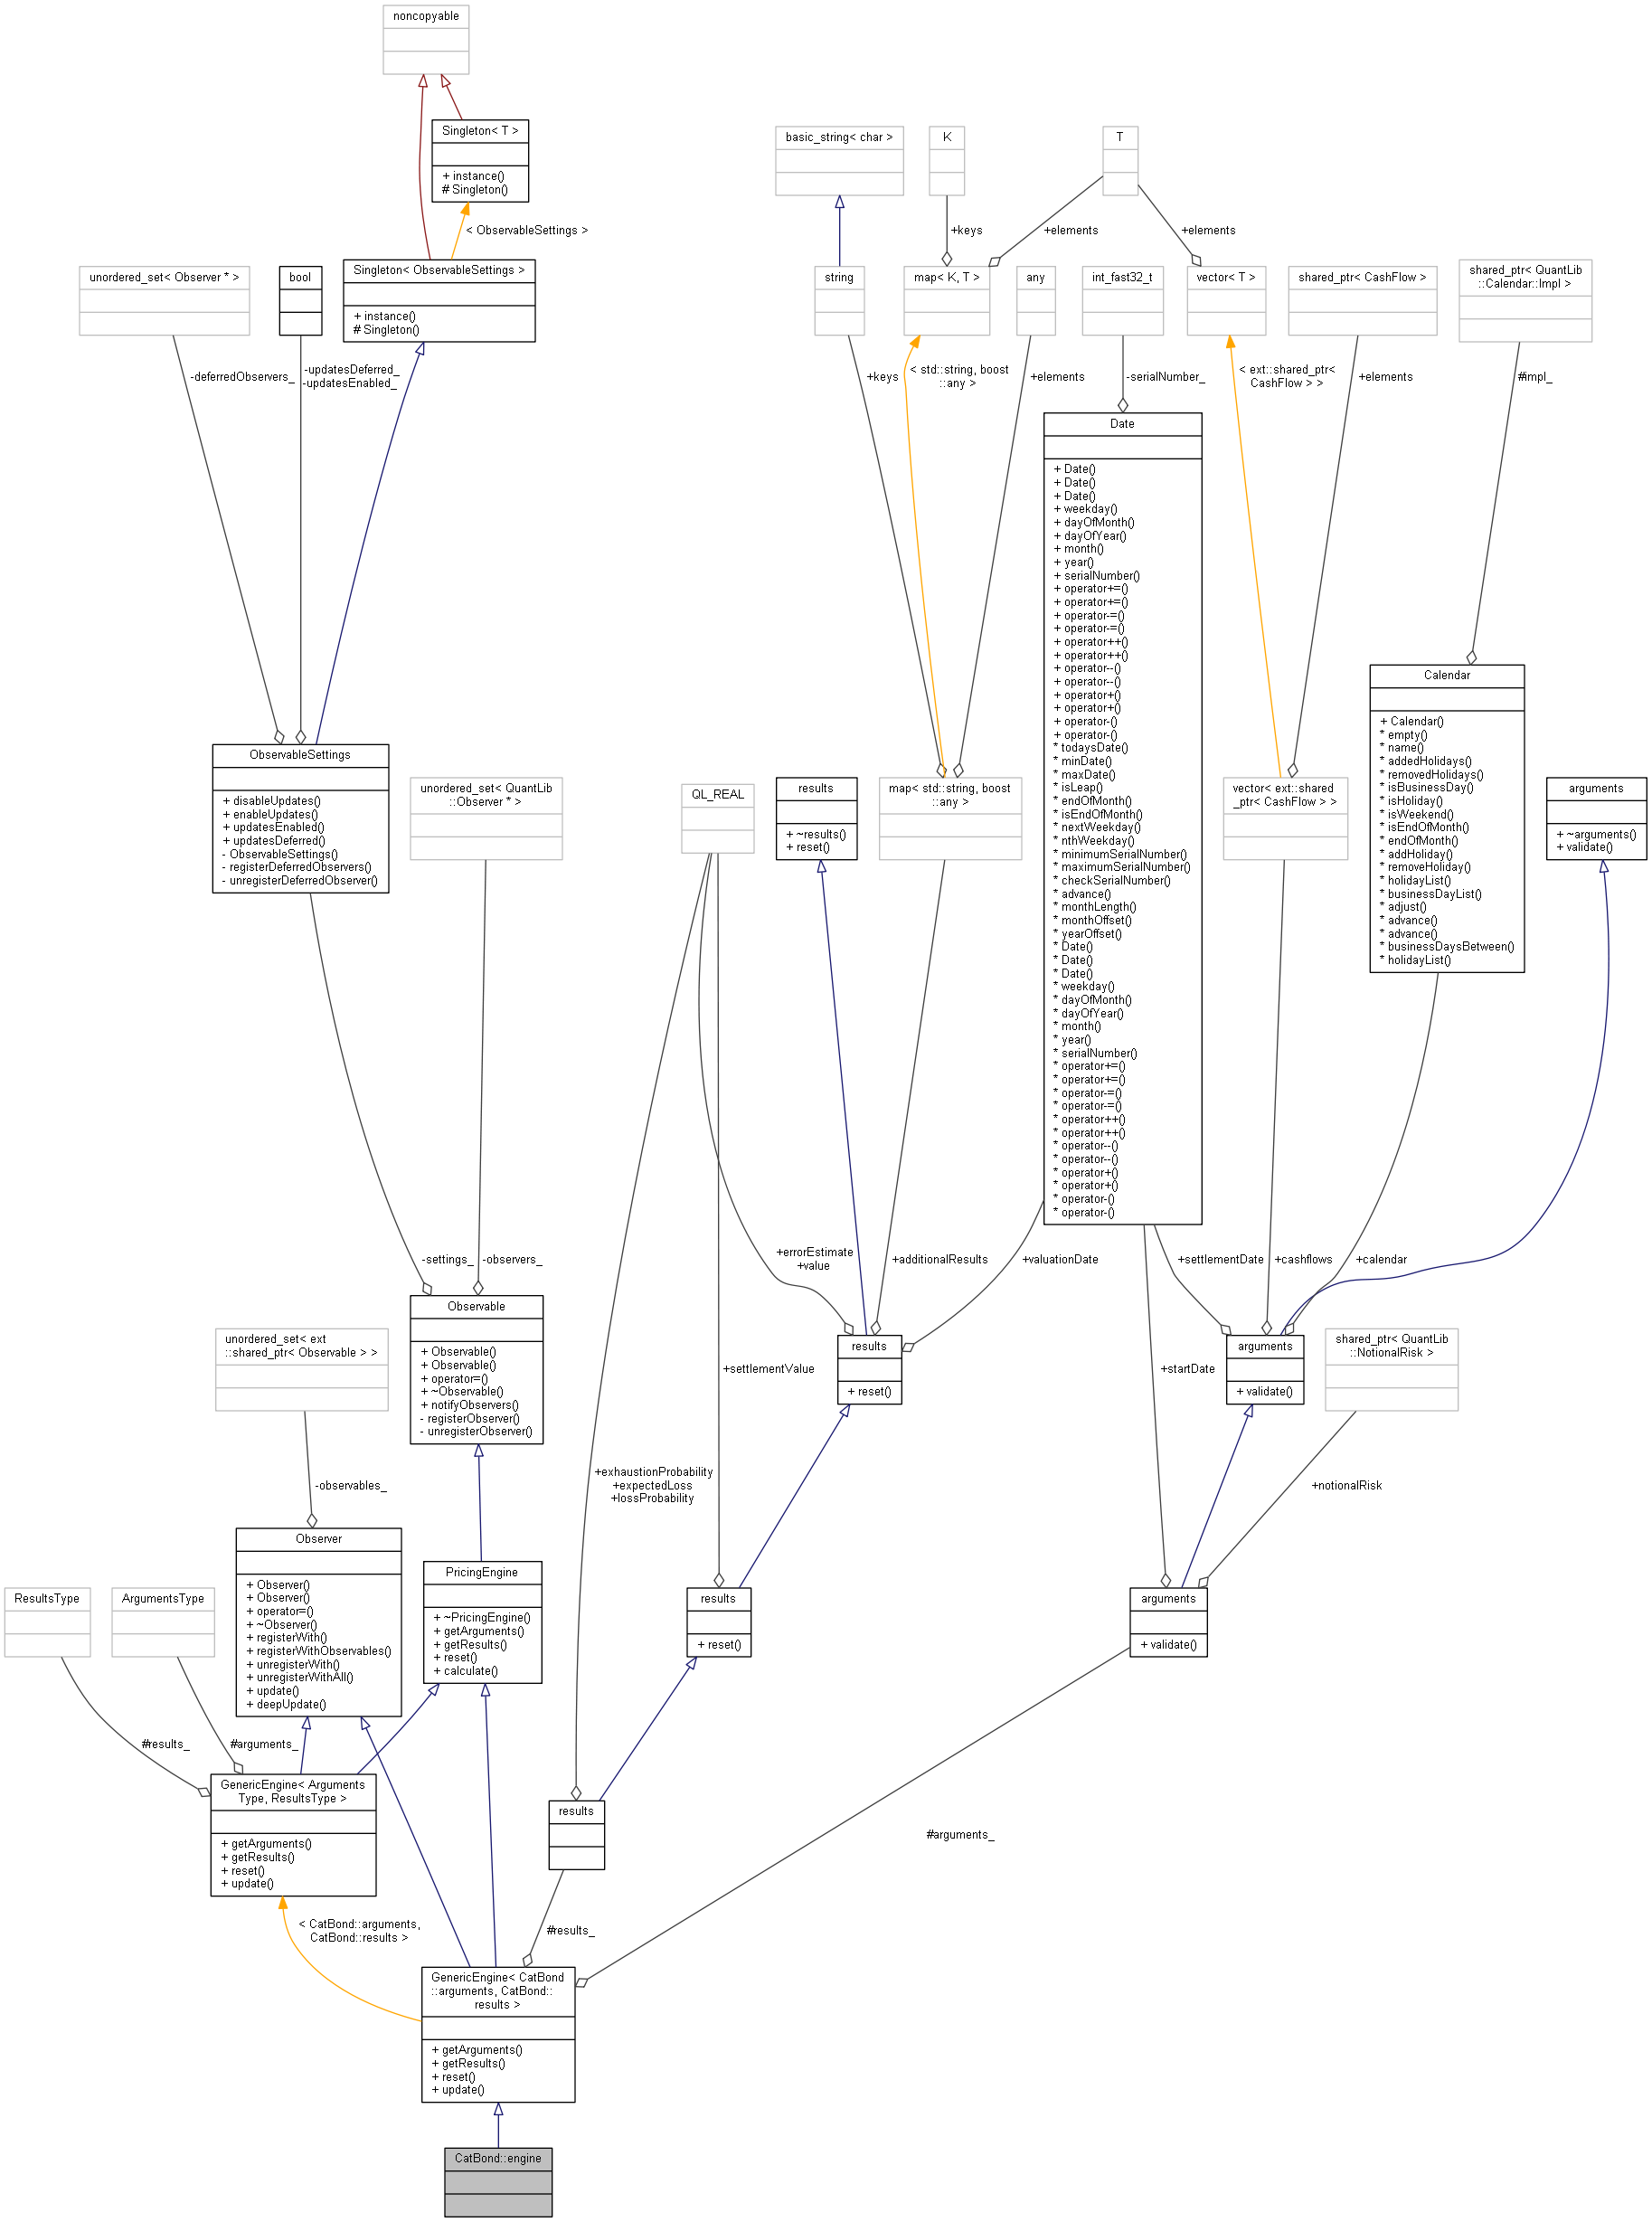 noncopyable
Singleton< T >
+ instance()
# Singleton()
< ObservableSettings >
basic_string< char >
K
T
+keys
+elements
+elements
unordered_set< Observer * >
bool
Singleton< ObservableSettings >
+ instance()
# Singleton()
string
map< K, T >
any
int_fast32_t
vector< T >
shared_ptr< CashFlow >
shared_ptr< QuantLib
::Calendar::Impl >
-deferredObservers_
-updatesDeferred_
-updatesEnabled_
+keys
< std::string, boost
::any >
+elements
-serialNumber_
< ext::shared_ptr<
CashFlow > >
+elements
#impl_
Date
+ Date()
+ Date()
+ Date()
+ weekday()
+ dayOfMonth()
+ dayOfYear()
+ month()
+ year()
+ serialNumber()
+ operator+=()
+ operator+=()
+ operator-=()
+ operator-=()
+ operator++()
+ operator++()
+ operator--()
+ operator--()
+ operator+()
+ operator+()
+ operator-()
+ operator-()
* todaysDate()
* minDate()
* maxDate()
* isLeap()
* endOfMonth()
* isEndOfMonth()
* nextWeekday()
* nthWeekday()
* minimumSerialNumber()
* maximumSerialNumber()
* checkSerialNumber()
* advance()
* monthLength()
* monthOffset()
* yearOffset()
* Date()
* Date()
* Date()
* weekday()
* dayOfMonth()
* dayOfYear()
* month()
* year()
* serialNumber()
* operator+=()
* operator+=()
* operator-=()
* operator-=()
* operator++()
* operator++()
* operator--()
* operator--()
* operator+()
* operator+()
* operator-()
* operator-()
Calendar
+ Calendar()
* empty()
* name()
* addedHolidays()
* removedHolidays()
* isBusinessDay()
* isHoliday()
* isWeekend()
* isEndOfMonth()
* endOfMonth()
* addHoliday()
* removeHoliday()
* holidayList()
* businessDayList()
* adjust()
* advance()
* advance()
* businessDaysBetween()
* holidayList()
ObservableSettings
+ disableUpdates()
+ enableUpdates()
+ updatesEnabled()
+ updatesDeferred()
- ObservableSettings()
- registerDeferredObservers()
- unregisterDeferredObserver()
unordered_set< QuantLib
::Observer * >
QL_REAL
results
+ ~results()
+ reset()
map< std::string, boost
::any >
vector< ext::shared
_ptr< CashFlow > >
arguments
+ ~arguments()
+ validate()
-settings_
-observers_
+errorEstimate
+value
+additionalResults
+valuationDate
+settlementDate
+cashflows
+calendar
Observable
+ Observable()
+ Observable()
+ operator=()
+ ~Observable()
+ notifyObservers()
- registerObserver()
- unregisterObserver()
unordered_set< ext
::shared_ptr< Observable > >
results
+ reset()
arguments
+ validate()
shared_ptr< QuantLib
::NotionalRisk >
+settlementValue
+startDate
-observables_
+exhaustionProbability
+expectedLoss
+lossProbability
+notionalRisk
Observer
+ Observer()
+ Observer()
+ operator=()
+ ~Observer()
+ registerWith()
+ registerWithObservables()
+ unregisterWith()
+ unregisterWithAll()
+ update()
+ deepUpdate()
PricingEngine
+ ~PricingEngine()
+ getArguments()
+ getResults()
+ reset()
+ calculate()
ResultsType
ArgumentsType
results
+ reset()
arguments
+ validate()
#results_
#arguments_
GenericEngine< Arguments
Type, ResultsType >
+ getArguments()
+ getResults()
+ reset()
+ update()
results
#arguments_
< CatBond::arguments,
CatBond::results >
#results_
GenericEngine< CatBond
::arguments, CatBond::
results >
+ getArguments()
+ getResults()
+ reset()
+ update()
CatBond::engine